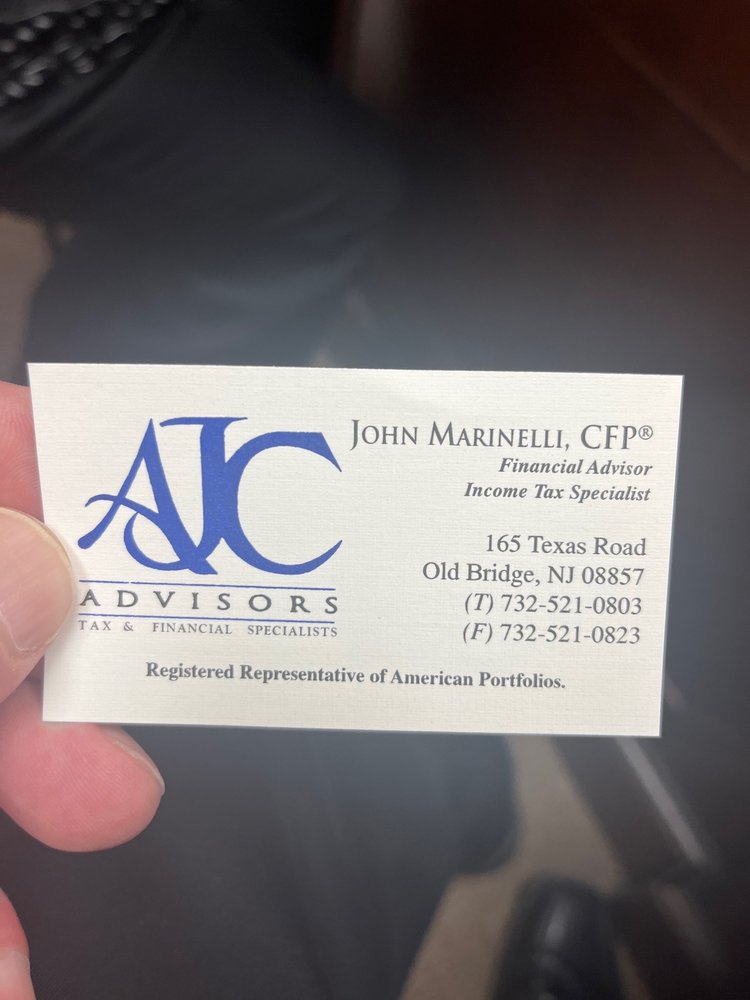 AJC
ADVISORS
TAX & FINANCIAL SPECIALISTS
JOHN MARINELLI, CFP®
Financial Advisor
Income Tax Specialist
165 Texas Road
Old Bridge, NJ 08857
(T) 732-521-0803
(F) 732-521-0823
Registered Representative of American Portfolios.